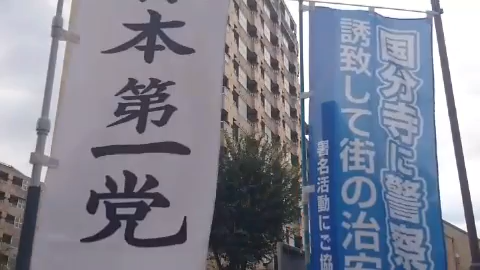 本第一党
国分寺に警察
誘致して街の治安
署名活動にご協